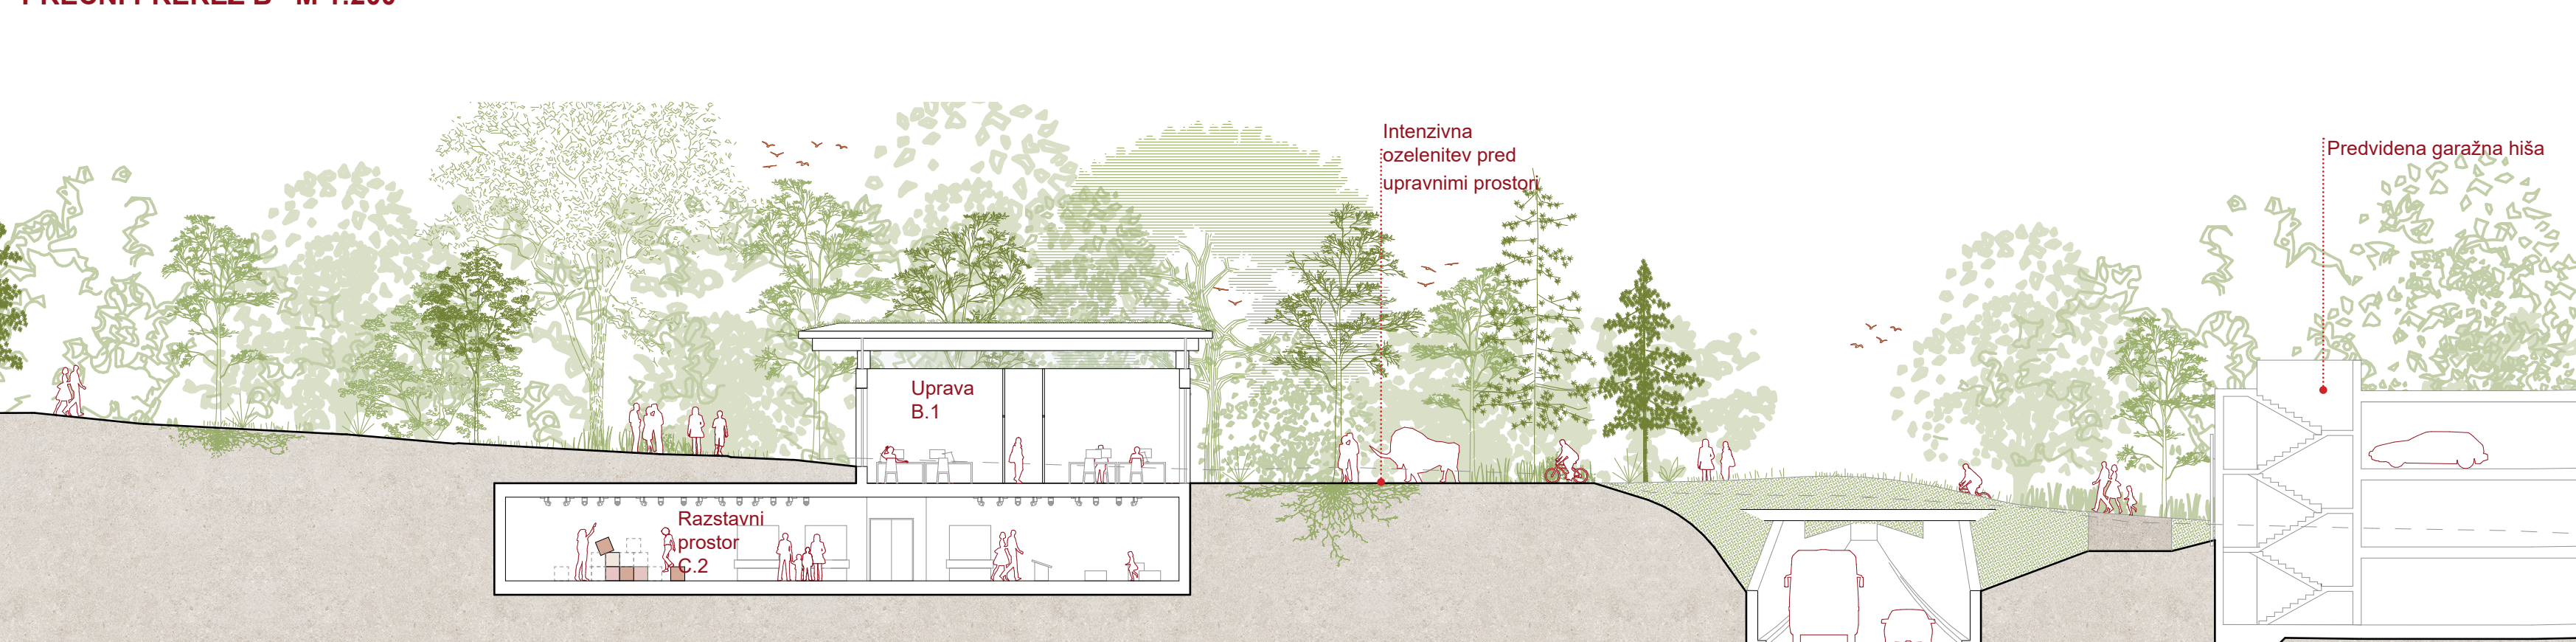 Intenzivna
ozelenitev pred
upravnimi prostori
Predvidena garažna hiša
Uprava
B.1
Razstavni
prostor
C.2